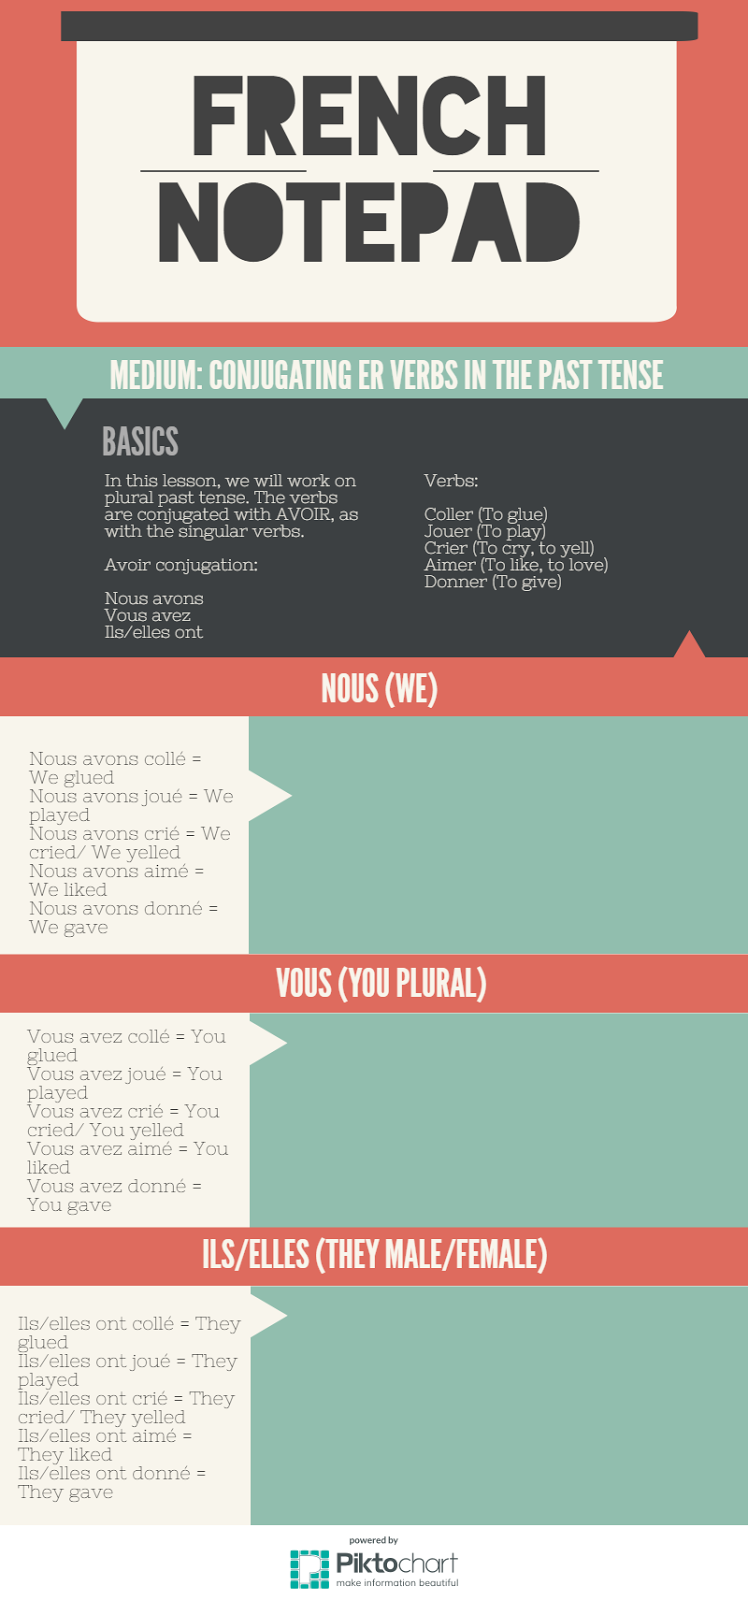 FRENCH
NOTEPAD
MEDIUM: CONJUGATING ER VERBS IN THE PAST TENSE
BASICS
In this lesson, we will work on
plural past tense. The verbs
are conjugated with AVOIR, as
with the singular verbs.
Avoir conjugation:
Nous avons
Vous avez
Ils/elles ont
Verbs:
Coller (To glue)
Jouer (To play)
Crier (To cry, to yell)
Aimer (To like, to love)
Donner (To give)
NOUS (WE)
Nous avons collé =
We glued
Nous avons joué = We
played
Nous avons crié = We
cried/ We yelled
Nous avons aimé =
We liked
Nous avons donné =
We gave
VOUS (YOU PLURAL)
Vous avez collé = You
glued
Vous avez joué = You
played
Vous avez crié = You
cried/ You yelled
Vous avez aimé = You
liked
Vous avez donné =
You gave
ILS/ELLES (THEY MALE/FEMALE)
Ils/elles ont collé = They
glued
Ils/elles ont joué = They
played
Ils/elles ont crié = They
cried/ They yelled
Ils/elles ont aimé =
They liked
Ils/elles ont donné =
They gave
powered by
Piktochart
make information beautiful